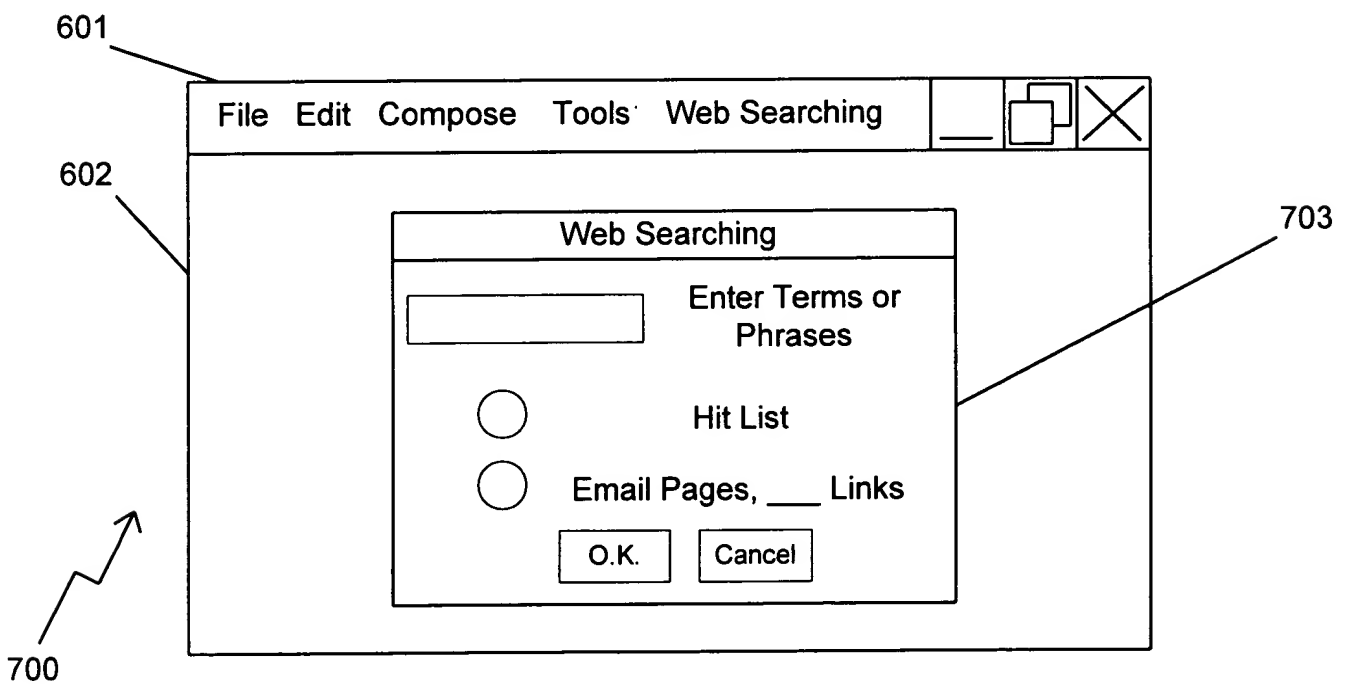 601
File Edit Compose Tools Web Searching
602
703
Web Searching
Enter Terms or
Phrases
Hit List
Email Pages, ___ Links
O.K. Cancel
700